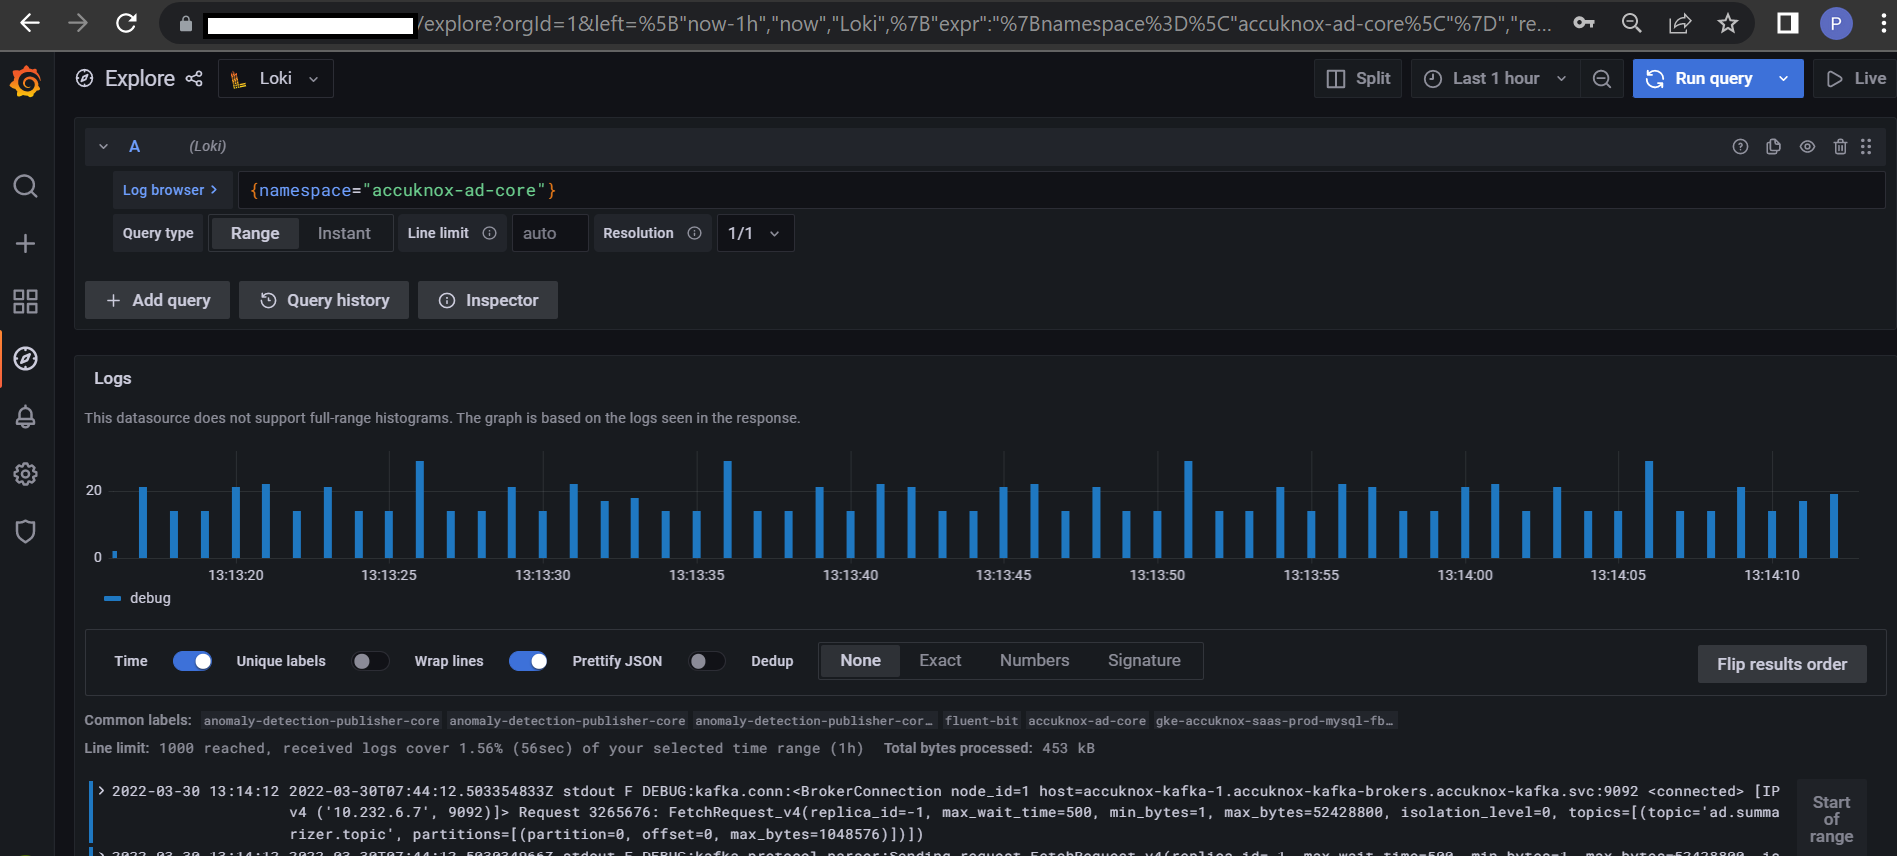 /explore?orgId=1&left=%5B"now-1h","now","Loki",%7B"expr":"%7Bnamespace%3D%5C"accuknox-ad-core%5C"%7D","re...
P
Explore Loki Split Last 1 hour Run query Live
A (Loki)
Log browser > {namespace="accuknox-ad-core"}
Query type Range Instant Line limit auto Resolution 1/1
+ Add query Query history Inspector
Logs
This datasource does not support full-range histograms. The graph is based on the logs seen in the response.
20
0
13:13:20 13:13:25 13:13:30 13:13:35 13:13:40 13:13:45 13:13:50 13:13:55 13:14:00 13:14:05 13:14:10
debug
Time Unique labels Wrap lines Prettify JSON Dedup None Exact Numbers Signature Flip results order
Common labels: anomaly-detection-publisher-core anomaly-detection-publisher-core anomaly-detection-publisher-cor… fluent-bit accuknox-ad-core gke-accuknox-saas-prod-mysql-fb…
Line limit: 1000 reached, received logs cover 1.56% (56sec) of your selected time range (1h) Total bytes processed: 453 kB
> 2022-03-30 13:14:12 2022-03-30T07:44:12.503354833Z stdout F DEBUG:kafka.conn:<BrokerConnection node_id=1 host=accuknox-kafka-1.accuknox-kafka-brokers.accuknox-kafka.svc:9092 <connected> [IP
v4 ('10.232.6.7', 9092)]> Request 3265676: FetchRequest_v4(replica_id=-1, max_wait_time=500, min_bytes=1, max_bytes=52428800, isolation_level=0, topics=[(topic='ad.summa
rizer.topic', partitions=[(partition=0, offset=0, max_bytes=1048576)])])
Start
of
range